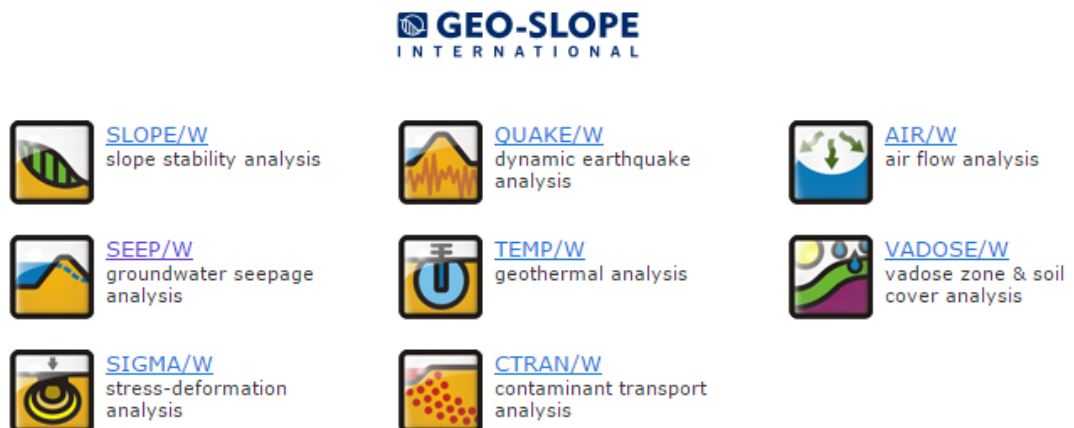 GEO-SLOPE
INTERNATIONAL
SLOPE/W
slope stability analysis
QUAKE/W
dynamic earthquake
analysis
AIR/W
air flow analysis
SEEP/W
groundwater seepage
analysis
TEMP/W
geothermal analysis
VADOSE/W
vadose zone & soil
cover analysis
SIGMA/W
stress-deformation
analysis
CTRAN/W
contaminant transport
analysis